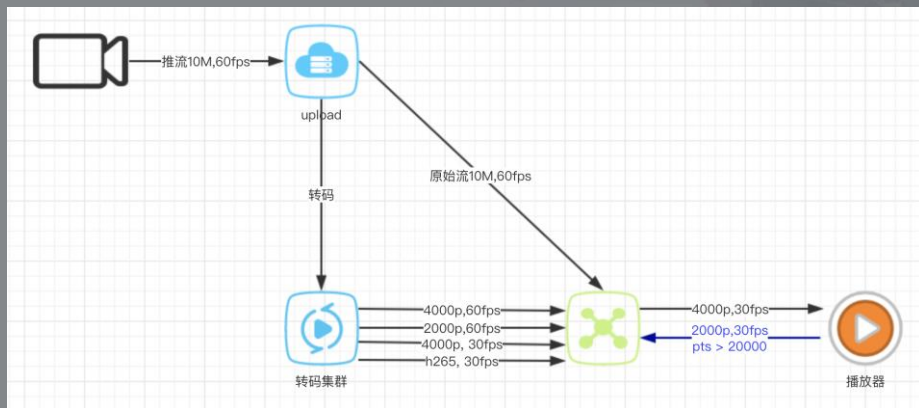 推流10M,60fps
upload
原始流10M,60fps
转码
4000p,60fps
2000p,60fps
4000p, 30fps
h265, 30fps
4000p,30fps
2000p,30fps
pts > 20000
转码集群
播放器